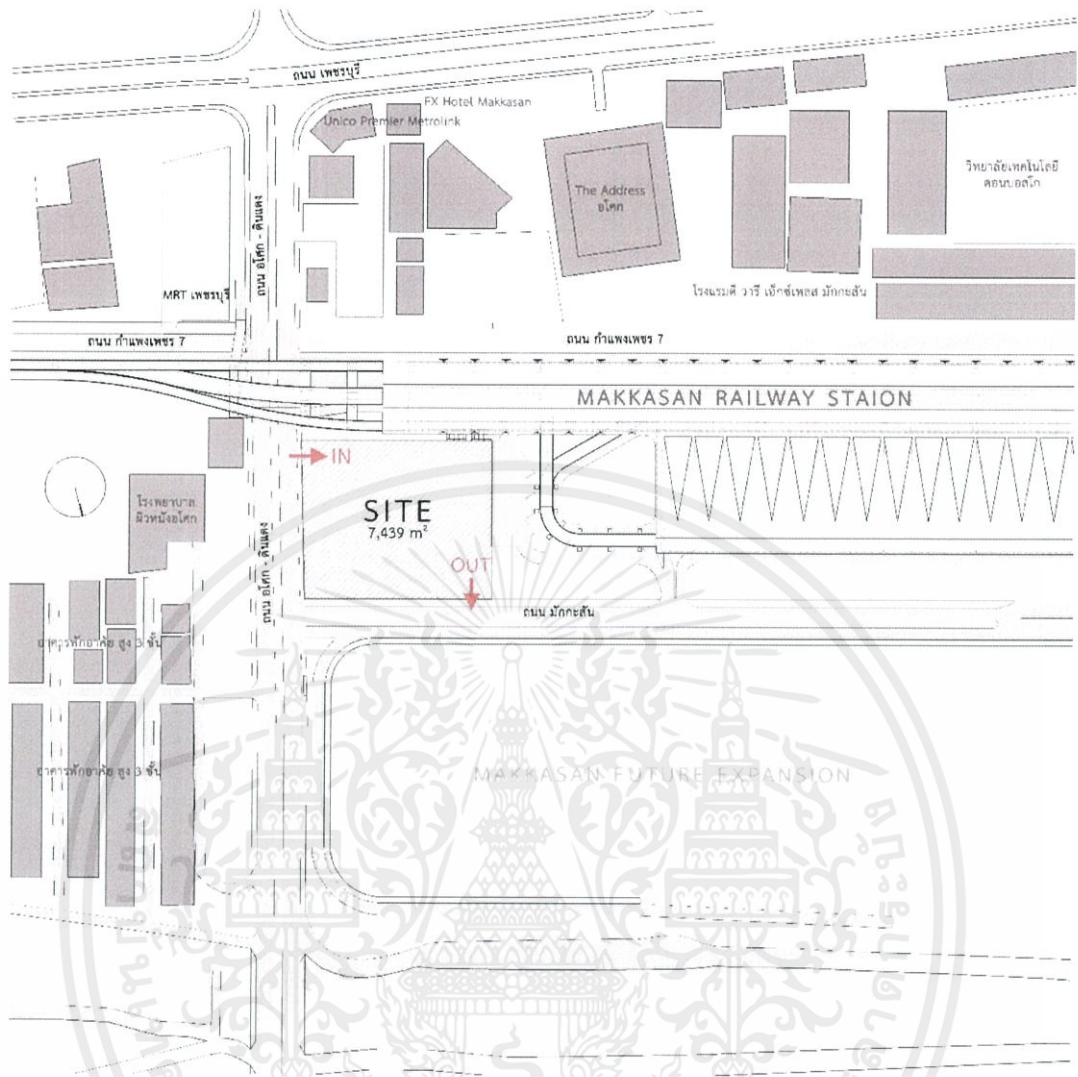 ถนน เพชรบุรี
FX Hotel Makkasan
Unico Premier Metrolink
The Address
อโศก
วิทยาลัยเทคโนโลยี
ดอนบอสโก
ถนน อโศก - ดินแดง
MRT เพชรบุรี
โรงแรมดี วารี เอ็กซ์เพลส มักกะสัน
ถนน กำแพงเพชร 7
ถนน กำแพงเพชร 7
MAKKASAN RAILWAY STAION
IN
SITE
7,439 m²
โรงพยาบาล
ผิวหนังอโศก
OUT
ถนน อโศก - ดินแดง
ถนน มักกะสัน
อาคารพักอาศัย สูง 3 ชั้น
อาคารพักอาศัย สูง 3 ชั้น
MAKKASAN FUTURE EXPANSION